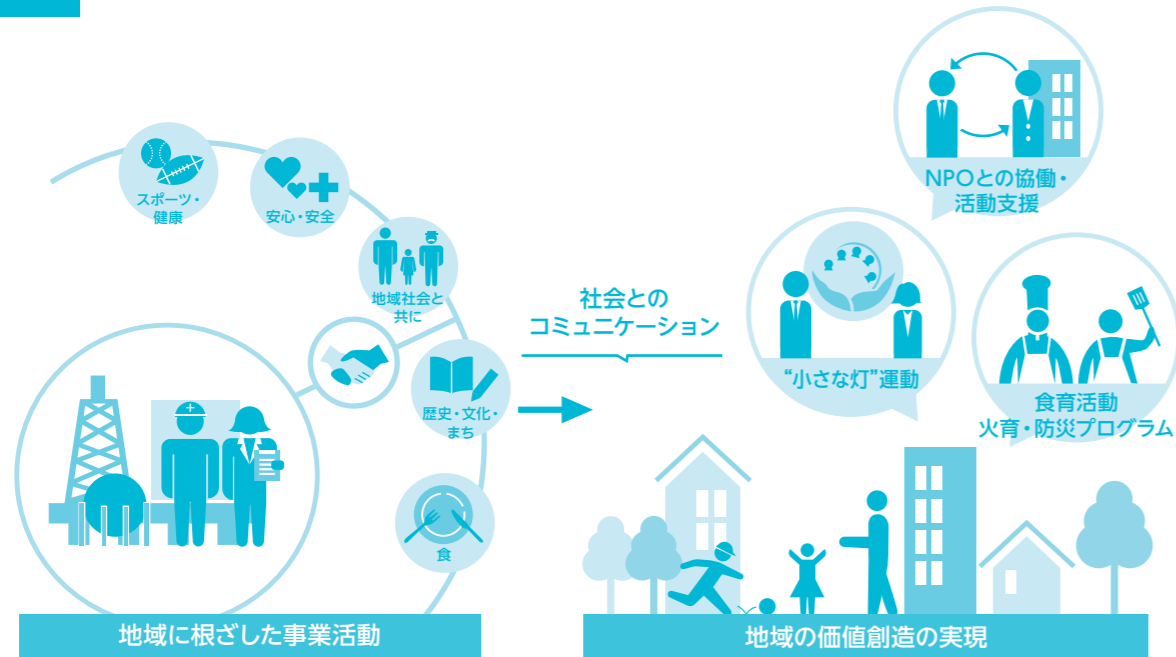 スポーツ・
健康
安心・安全
地域社会と
共に
歴史・文化・
まち
食
地域に根ざした事業活動
社会との
コミュニケーション
NPOとの協働・
活動支援
“小さな灯”運動
食育活動
火育・防災プログラム
地域の価値創造の実現